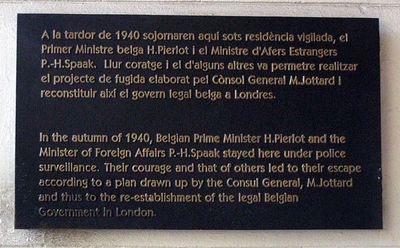 A la tardor de 1940 sojornaren aquí sots residència vigilada, el
Primer Ministre belga H.Pierlot i el Ministre d'Afers Estrangers
P.-H.Spaak. Llur coratge i el d'alguns altres va permetre realitzar
el projecte de fugida elaborat pel Cònsol General M.Jottard i
reconstituir així el govern legal belga a Londres.
In the autumn of 1940, Belgian Prime Minister H.Pierlot and the
Minister of Foreign Affairs P.-H.Spaak stayed here under police
surveillance. Their courage and that of others led to their escape
according to a plan drawn up by the Consul General, M.Jottard
and thus to the re-establishment of the legal Belgian
Government in London.